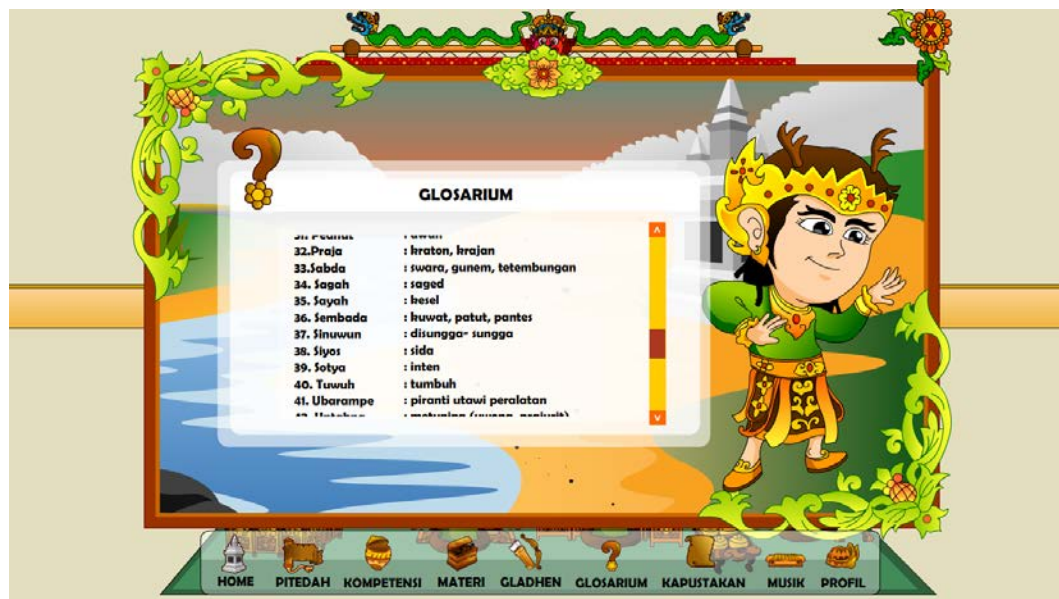 GLOSARIUM
32.Praja : kraton, krajan
33.Sabda : swara, gunem, tetembungan
34. Sagah : saged
35. Sayah : kesel
36. Sembada : kuwat, patut, pantes
37. Sinuwun : disungga- sungga
38. Siyos : sida
39. Sotya : inten
40. Tuwuh : tumbuh
41. Ubarampe : piranti utawi peralatan
HOME PITEDAH KOMPETENSI MATERI GLADHEN GLOSARIUM KAPUSTAKAN MUSIK PROFIL